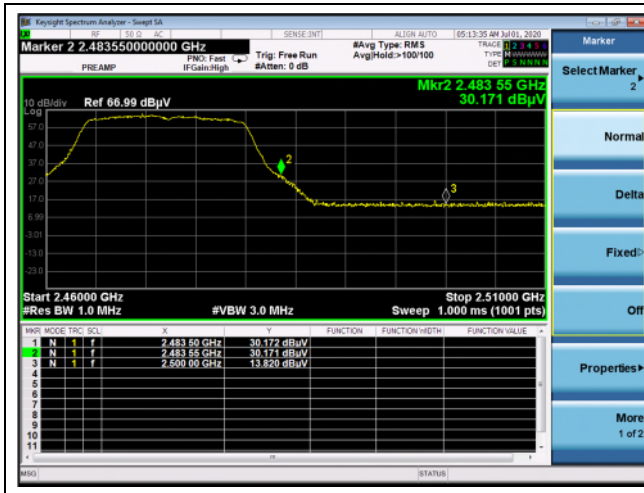 Keysight Spectrum Analyzer - Swept SA
RF 50 Ω AC SENSE:INT ALIGN AUTO 05:13:35 AM Jul 01, 2020
Marker 2 2.483550000000 GHz
PREAMP
PNO: Fast
IFGain:High
Trig: Free Run
#Atten: 0 dB
#Avg Type: RMS
Avg|Hold:>100/100
TRACE 1 2 3 4 5 6
TYPE M W W W W W
DET P S N N N N
Mkr2 2.483 55 GHz
30.171 dBµV
10 dB/div Ref 66.99 dBµV
Log
57.0
47.0
37.0
27.0
17.0
6.99
-3.01
-13.0
-23.0
2
3
Start 2.46000 GHz Stop 2.51000 GHz
#Res BW 1.0 MHz #VBW 3.0 MHz Sweep 1.000 ms (1001 pts)
MKR MODE TRC SCL X Y FUNCTION FUNCTION WIDTH FUNCTION VALUE
1 N 1 f 2.483 50 GHz 30.172 dBµV
2 N 1 f 2.483 55 GHz 30.171 dBµV
3 N 1 f 2.500 00 GHz 13.820 dBµV
4
5
6
7
8
9
10
11
MSG STATUS
Marker
Select Marker
2
Normal
Delta
Fixed
Off
Properties
More
1 of 2